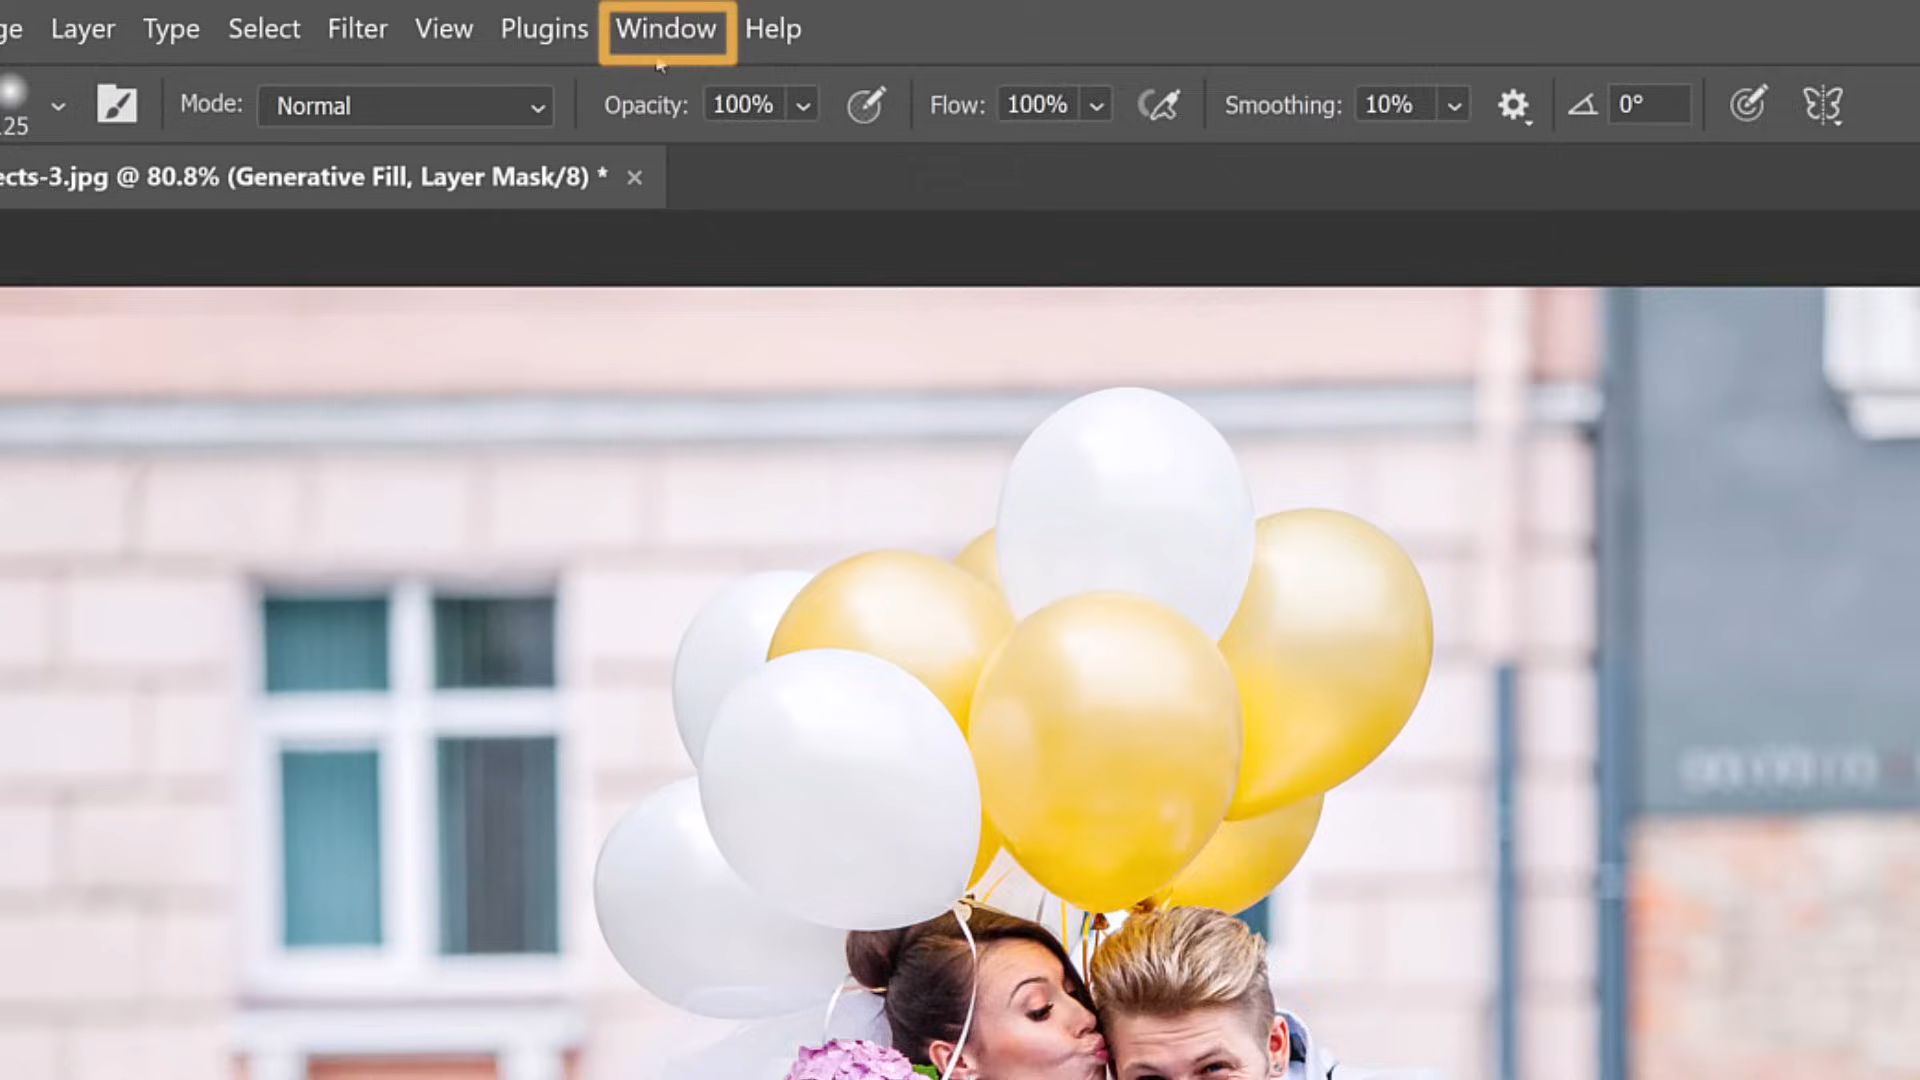 ge Layer Type Select Filter View Plugins Window Help
25 Mode: Normal Opacity: 100% Flow: 100% Smoothing: 10% 0°
ects-3.jpg @ 80.8% (Generative Fill, Layer Mask/8) * ×